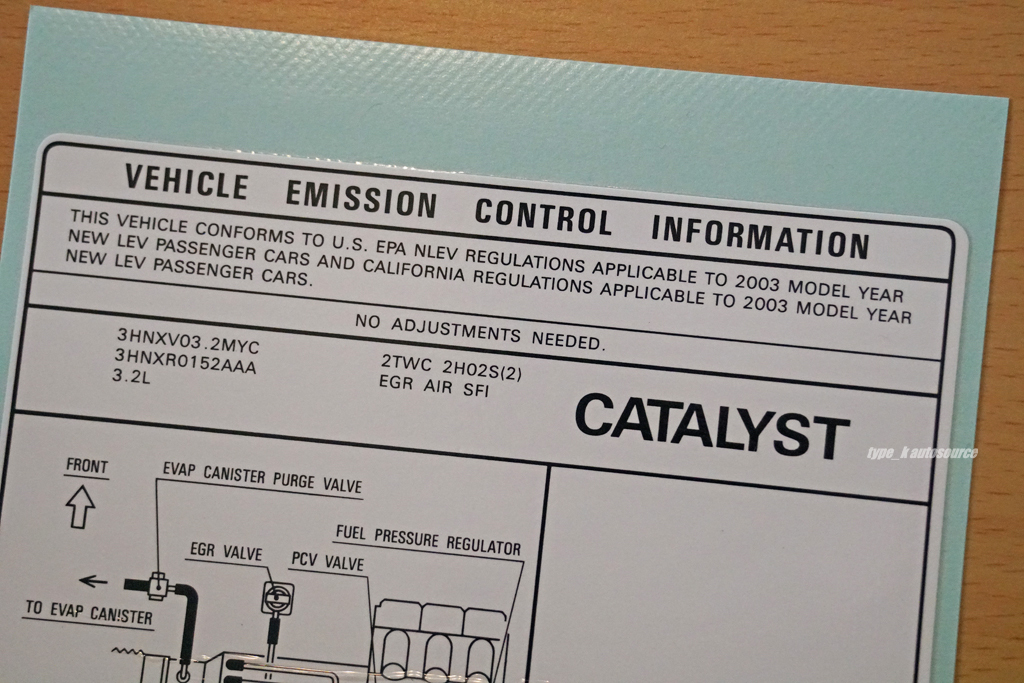 VEHICLE EMISSION CONTROL INFORMATION
THIS VEHICLE CONFORMS TO U.S. EPA NLEV REGULATIONS APPLICABLE TO 2003 MODEL YEAR
NEW LEV PASSENGER CARS AND CALIFORNIA REGULATIONS APPLICABLE TO 2003 MODEL YEAR
NEW LEV PASSENGER CARS.
NO ADJUSTMENTS NEEDED.
3HNXV03.2MYC
3HNXR0152AAA
3.2L
2TWC 2HO2S(2)
EGR AIR SFI
CATALYST
type_k autosource
FRONT
EVAP CANISTER PURGE VALVE
FUEL PRESSURE REGULATOR
EGR VALVE
PCV VALVE
TO EVAP CANISTER